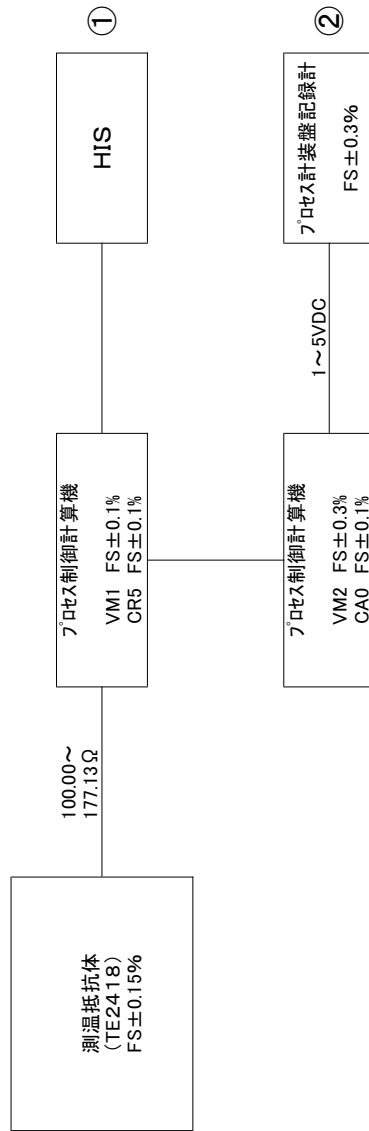 測温抵抗体
(TE2418)
FS±0.15%
100.00~
177.13Ω
プロセス制御計算機
VM1 FS±0.1%
CR5 FS±0.1%
HIS
①
プロセス制御計算機
VM2 FS±0.3%
CA0 FS±0.1%
1~5VDC
プロセス計装盤記録計
FS±0.3%
②